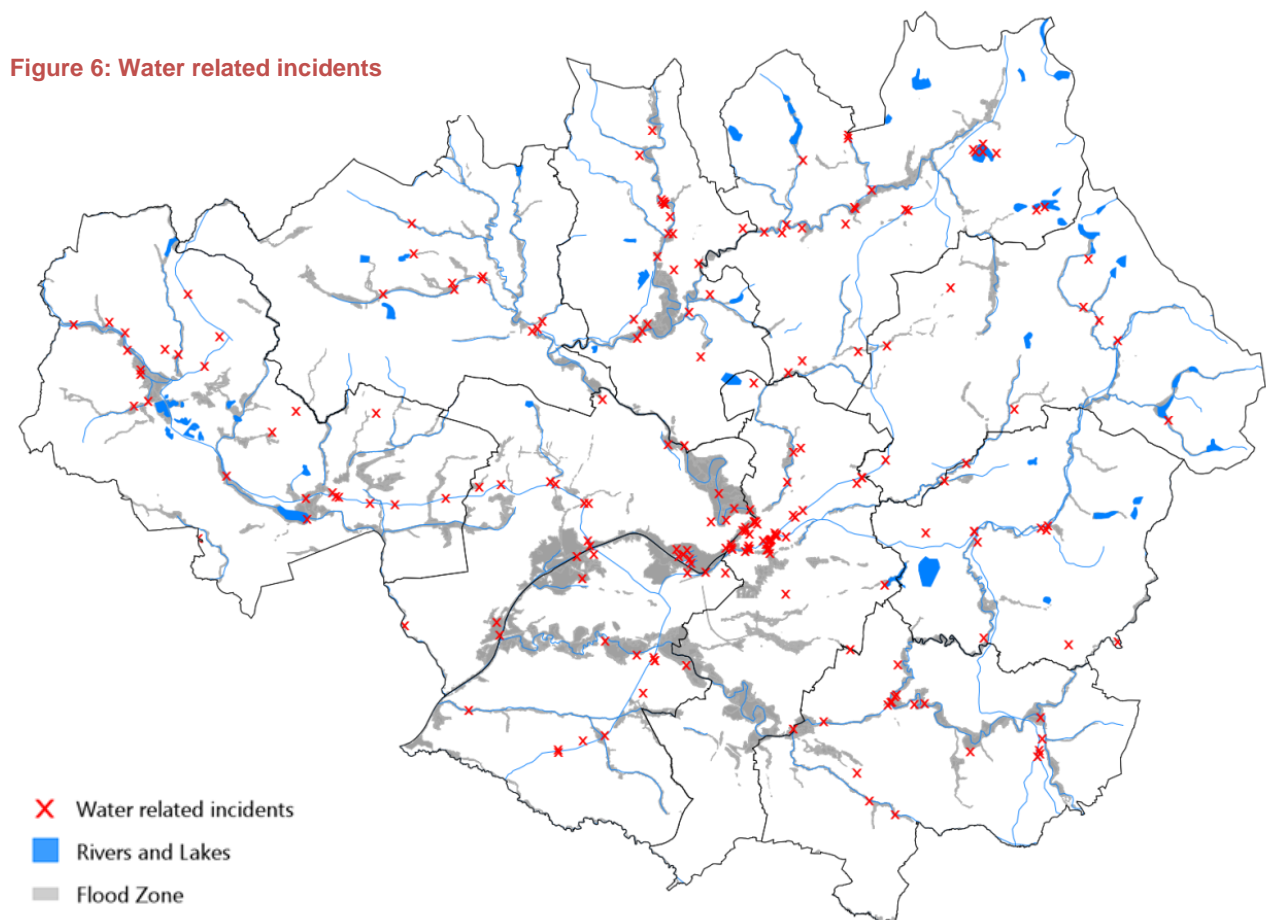 Figure 6: Water related incidents
Water related incidents
Rivers and Lakes
Flood Zone